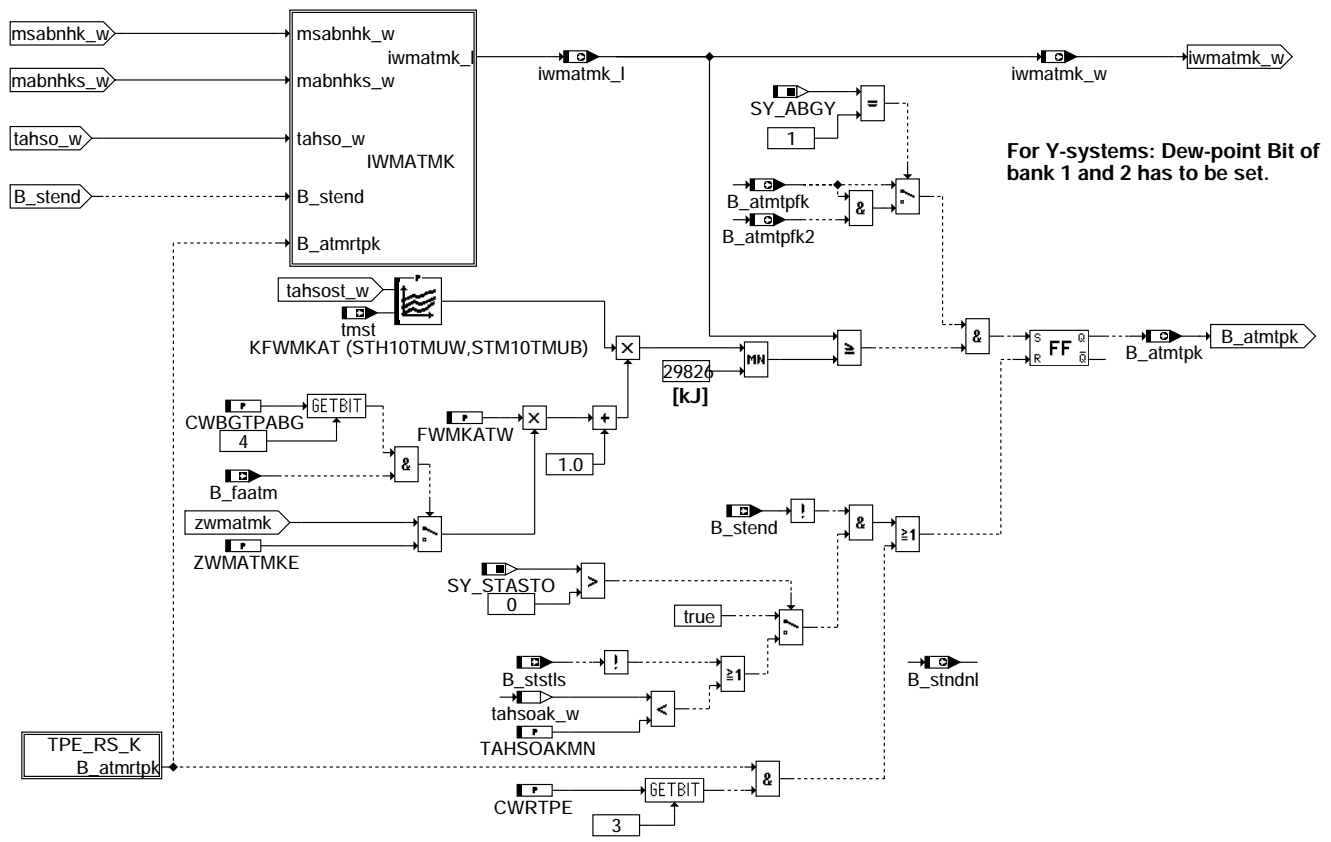 msabnhk_w
msabnhk_w
iwmatmk_l
iwmatmk_l
iwmatmk_w
iwmatmk_w
mabnhks_w
mabnhks_w
SY_ABGY
=
1
tahso_w
tahso_w
IWMATMK
For Y-systems: Dew-point Bit of
bank 1 and 2 has to be set.
B_stend
B_stend
B_atmtpfk
&
B_atmtpfk2
B_atmrtpk
tahsost_w
P
tmst
KFWMKAT (STH10TMUW,STM10TMUB)
×
MN
29826
[kJ]
≥
&
S Q
FF
R Q
B_atmtpk
B_atmtpk
P
CWBGTPABG
GETBIT
4
P
FWMKATW
×
+
1.0
&
B_faatm
zwmatmk
P
ZWMATMKE
B_stend
!
&
≥1
SY_STASTO
>
0
true
B_ststls
!
≥1
B_stndnl
tahsoak_w
<
P
TAHSOAKMN
TPE_RS_K
B_atmrtpk
&
P
CWRTPE
GETBIT
3